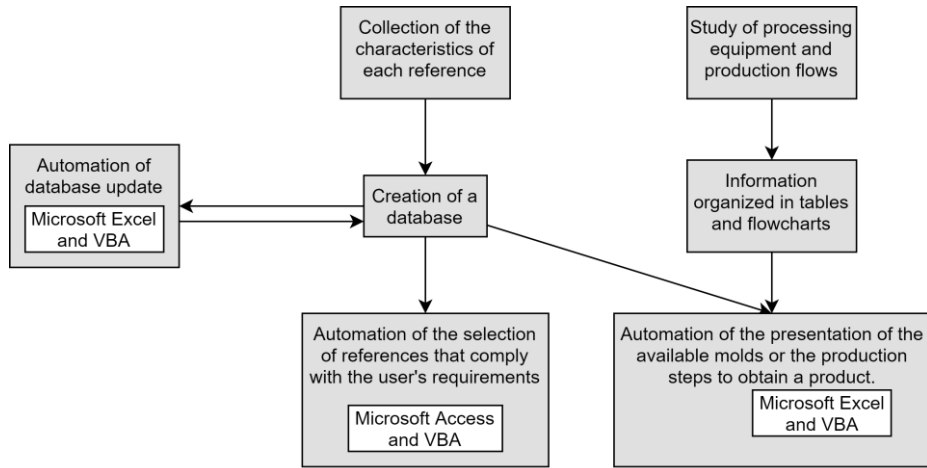 Collection of the
characteristics of
each reference
Study of processing
equipment and
production flows
Automation of
database update
Microsoft Excel
and VBA
Creation of a
database
Information
organized in tables
and flowcharts
Automation of the selection
of references that comply
with the user's requirements
Microsoft Access
and VBA
Automation of the presentation of the
available molds or the production
steps to obtain a product.
Microsoft Excel
and VBA